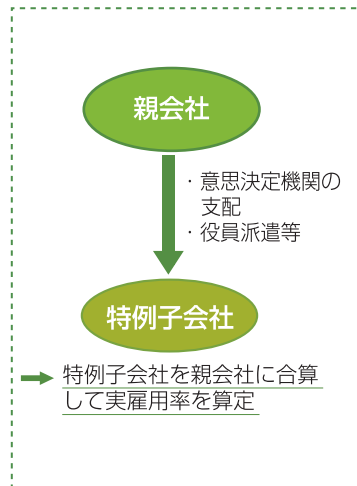 親会社
・意思決定機関の
支配
・役員派遣等
特例子会社
特例子会社を親会社に合算
して実雇用率を算定